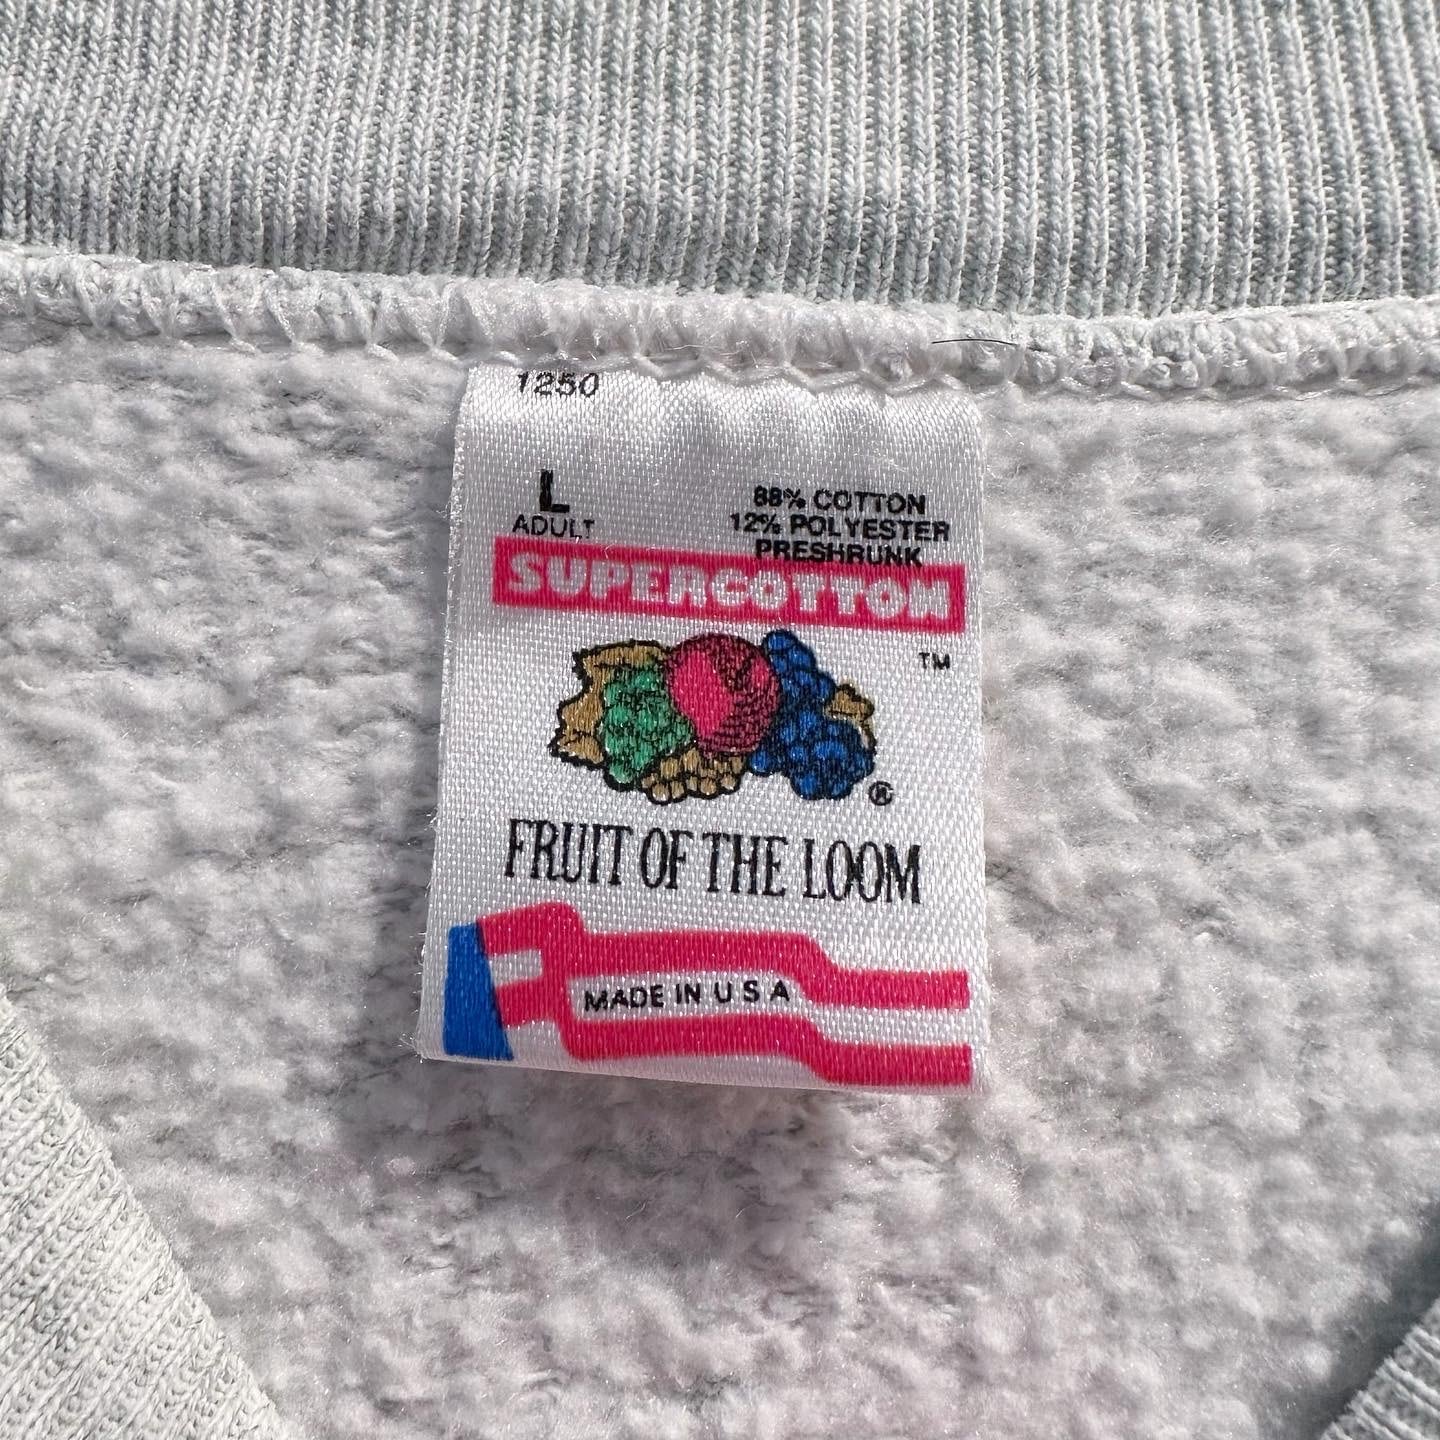 1250
L
ADULT
88% COTTON
12% POLYESTER
PRESHRUNK
SUPERCOTTON
TM
®
FRUIT OF THE LOOM
MADE IN U S A